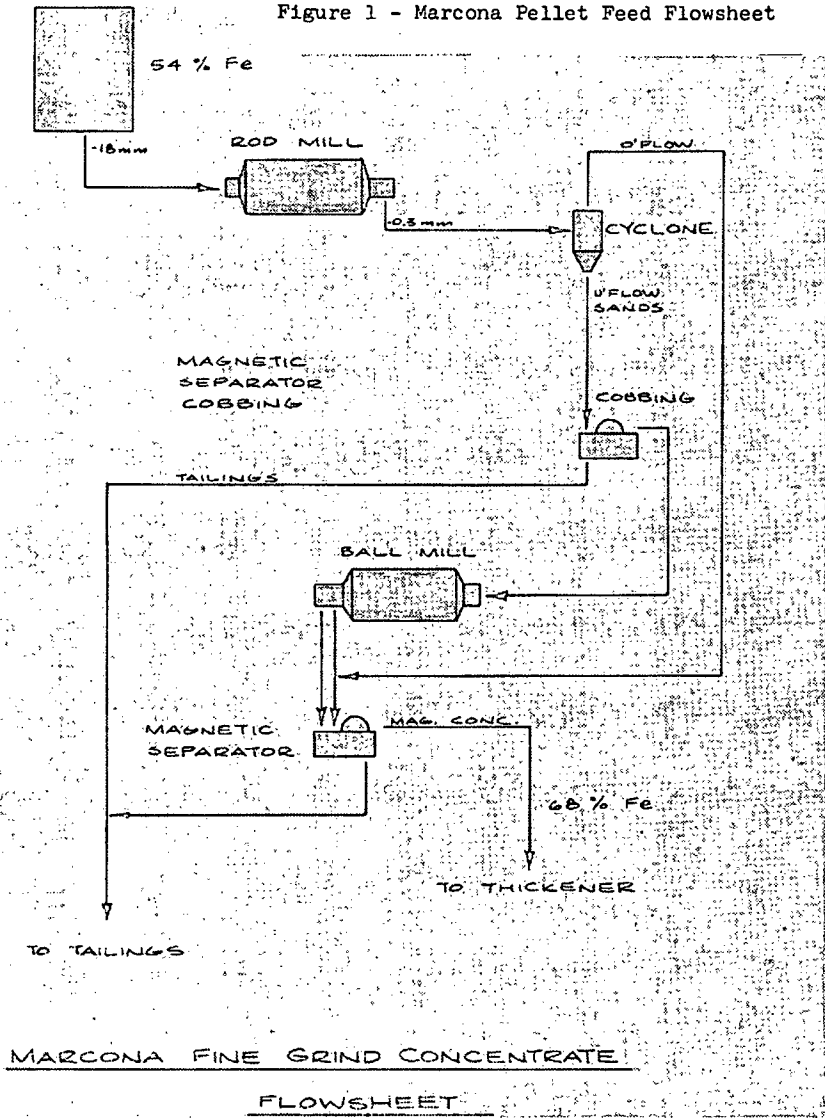 Figure 1 - Marcona Pellet Feed Flowsheet
54 % Fe
-18mm
ROD MILL
O'FLOW
-0.3 mm
CYCLONE
U'FLOW
SANDS
MAGNETIC
SEPARATOR
COBBING
COBBING
TAILINGS
BALL MILL
MAGNETIC
SEPARATOR
MAG. CONC.
68 % Fe
TO THICKENER
TO TAILINGS
MARCONA FINE GRIND CONCENTRATE
FLOWSHEET